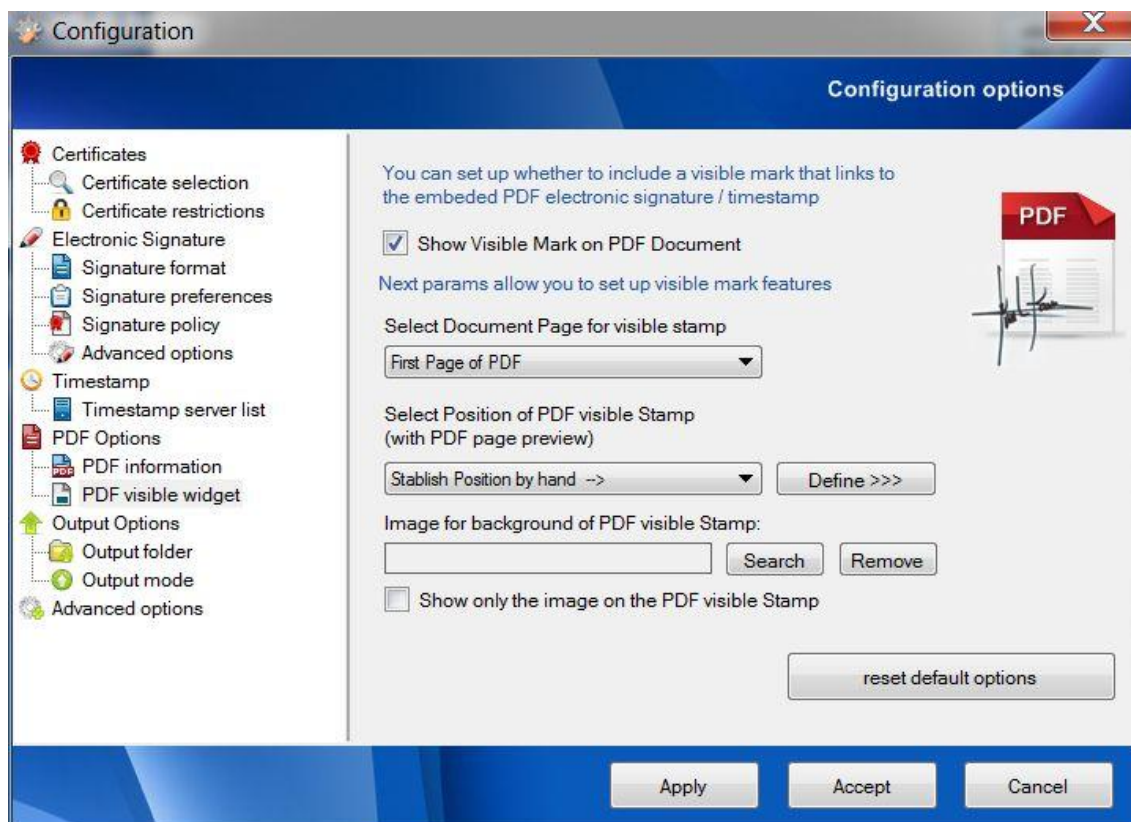 Configuration
X
Configuration options
Certificates
Certificate selection
Certificate restrictions
Electronic Signature
Signature format
Signature preferences
Signature policy
Advanced options
Timestamp
Timestamp server list
PDF Options
PDF
PDF information
PDF visible widget
Output Options
Output folder
Output mode
Advanced options
You can set up whether to include a visible mark that links to
the embeded PDF electronic signature / timestamp
PDF
Show Visible Mark on PDF Document
Next params allow you to set up visible mark features
Select Document Page for visible stamp
First Page of PDF
Select Position of PDF visible Stamp
(with PDF page preview)
Stablish Position by hand -->
Define >>>
Image for background of PDF visible Stamp:
Search
Remove
Show only the image on the PDF visible Stamp
reset default options
Apply
Accept
Cancel